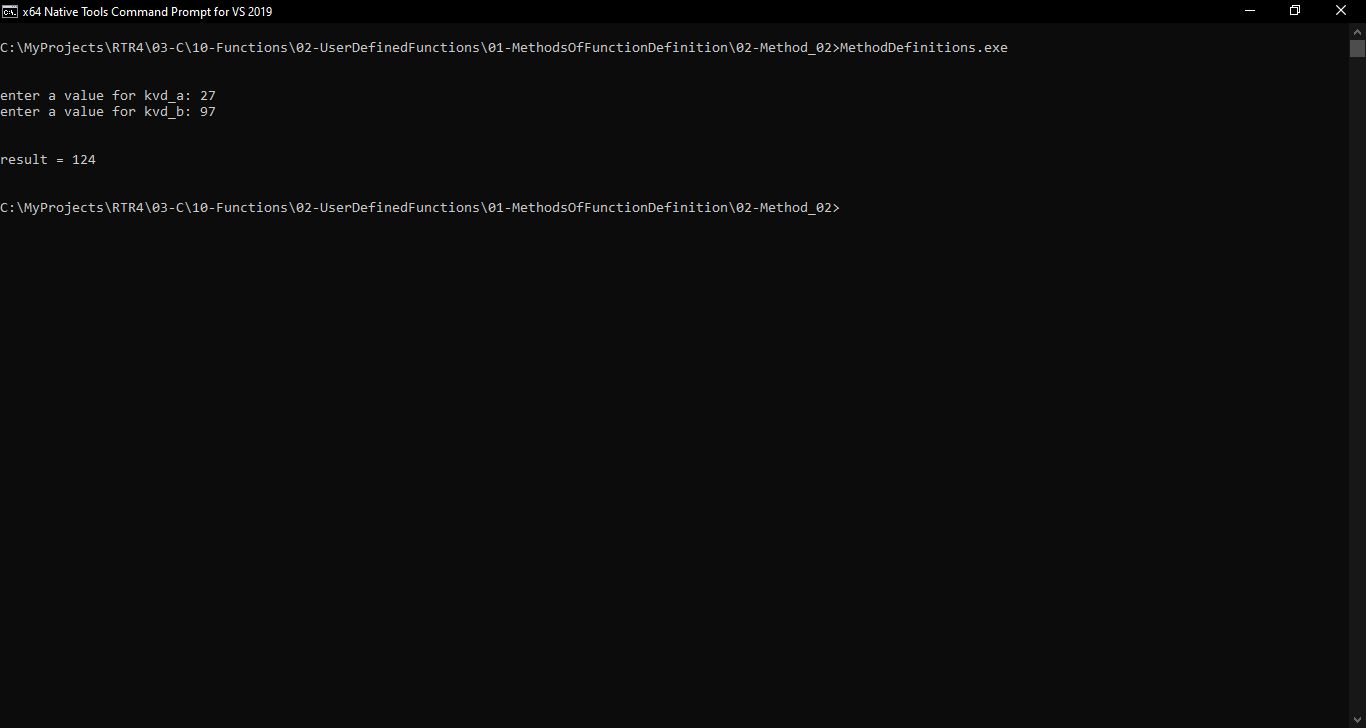 x64 Native Tools Command Prompt for VS 2019
C:\MyProjects\RTR4\03-C\10-Functions\02-UserDefinedFunctions\01-MethodsOfFunctionDefinition\02-Method_02>MethodDefinitions.exe
enter a value for kvd_a: 27
enter a value for kvd_b: 97
result = 124
C:\MyProjects\RTR4\03-C\10-Functions\02-UserDefinedFunctions\01-MethodsOfFunctionDefinition\02-Method_02>